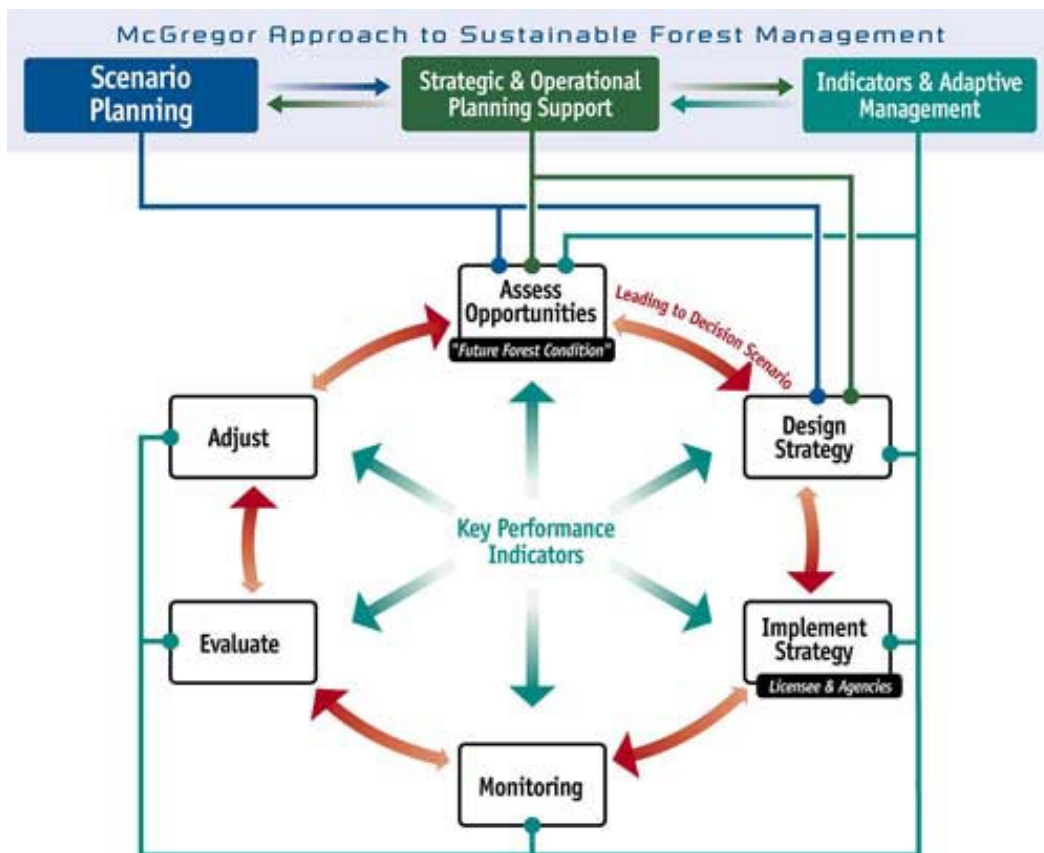 McGregor Approach to Sustainable Forest Management
Scenario
Planning
Strategic & Operational
Planning Support
Indicators & Adaptive
Management
Assess
Opportunities
"Future Forest Condition"
Leading to Decision Scenario
Adjust
Design
Strategy
Key Performance
Indicators
Evaluate
Implement
Strategy
Licensee & Agencies
Monitoring